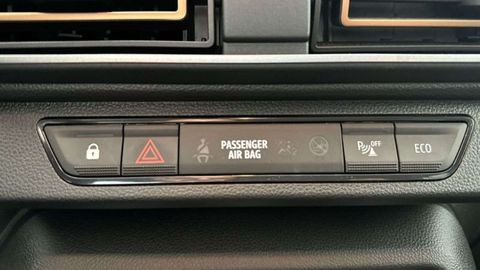 PASSENGER
AIR BAG
P OFF
ECO